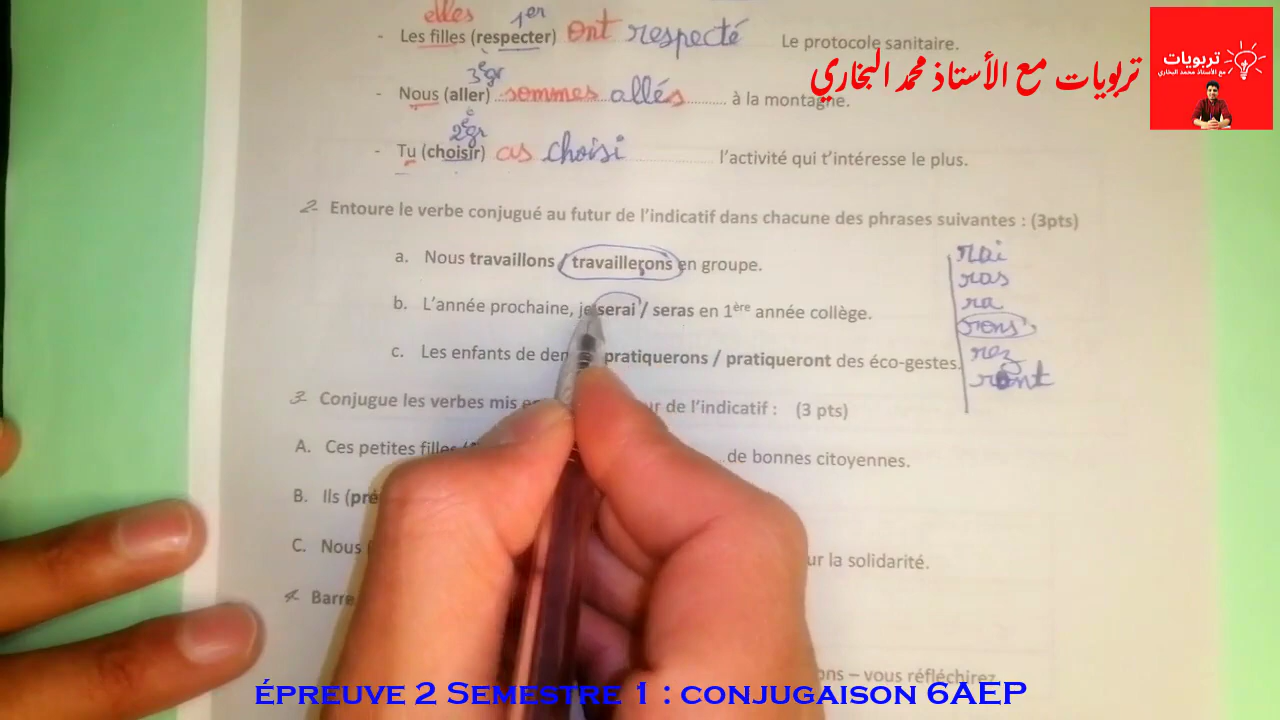 elles 1er
- Les filles (respecter) ont respecté Le protocole sanitaire.
تربويات مع الأستاذ محمد البخاري
تربويات
مع الأستاذ محمد البخاري
3e gr
- Nous (aller) sommes allés à la montagne.
2e gr
- Tu (choisir) as choisi l'activité qui t'intéresse le plus.
2- Entoure le verbe conjugué au futur de l'indicatif dans chacune des phrases suivantes : (3pts)
a. Nous travaillons / travaillerons en groupe.
b. L'année prochaine, je serai / seras en 1ère année collège.
c. Les enfants de pratiquerons / pratiqueront des éco-gestes.
rai
ras
ra
rons
rez
ront
3- Conjugue les verbes mis de l'indicatif : (3 pts)
A. Ces petites filles de bonnes citoyennes.
B. Ils
C. Nous la solidarité.
4- Barre
– vous réfléchirez
épreuve 2 Semestre 1 : conjugaison 6AEP